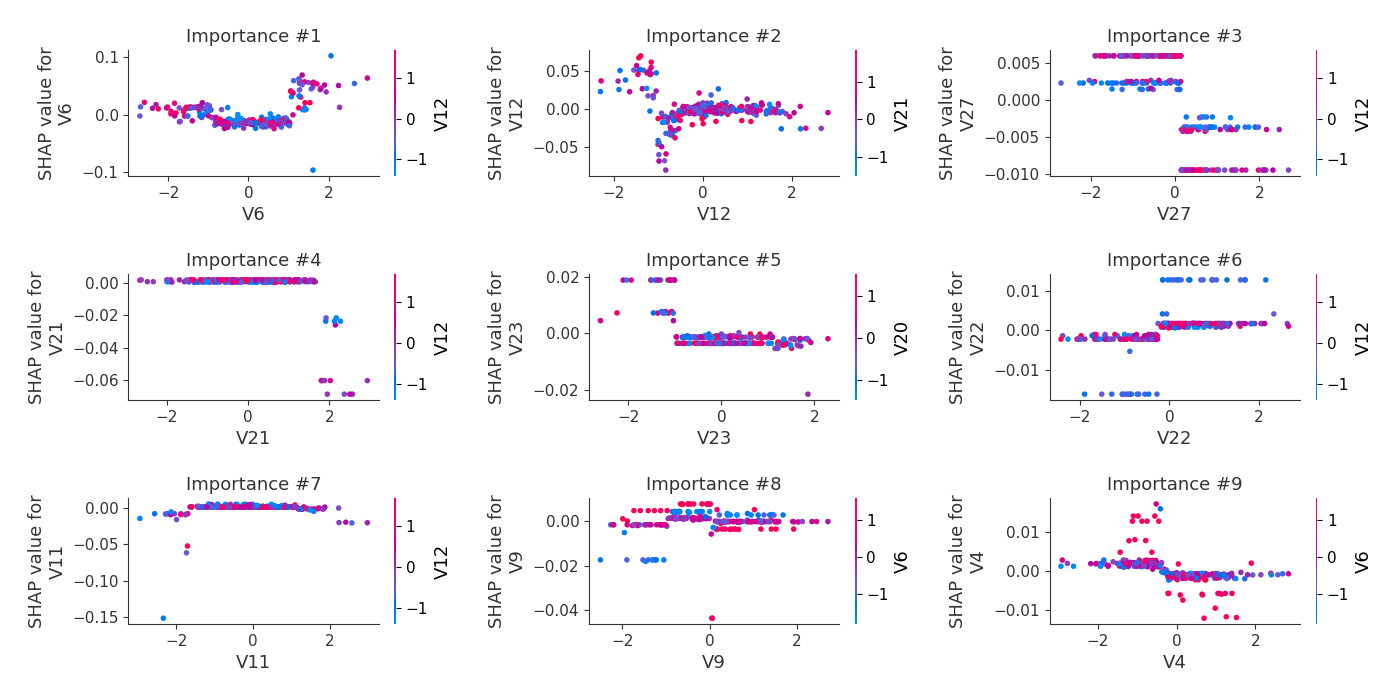 Importance #1
0.1
0.0
−0.1
SHAP value for
V6
−2
0
2
V6
1
0
−1
V12
Importance #2
0.05
0.00
−0.05
SHAP value for
V12
−2
0
2
V12
1
0
−1
V21
Importance #3
0.005
0.000
−0.005
−0.010
SHAP value for
V27
−2
0
2
V27
1
0
−1
V12
Importance #4
0.00
−0.02
−0.04
−0.06
SHAP value for
V21
−2
0
2
V21
1
0
−1
V12
Importance #5
0.02
0.00
−0.02
SHAP value for
V23
−2
0
2
V23
1
0
−1
V20
Importance #6
0.01
0.00
−0.01
SHAP value for
V22
−2
0
2
V22
1
0
−1
V12
Importance #7
0.00
−0.05
−0.10
−0.15
SHAP value for
V11
−2
0
2
V11
1
0
−1
V12
Importance #8
0.00
−0.02
−0.04
SHAP value for
V9
−2
0
2
V9
1
0
−1
V6
Importance #9
0.01
0.00
−0.01
SHAP value for
V4
−2
0
2
V4
1
0
−1
V6